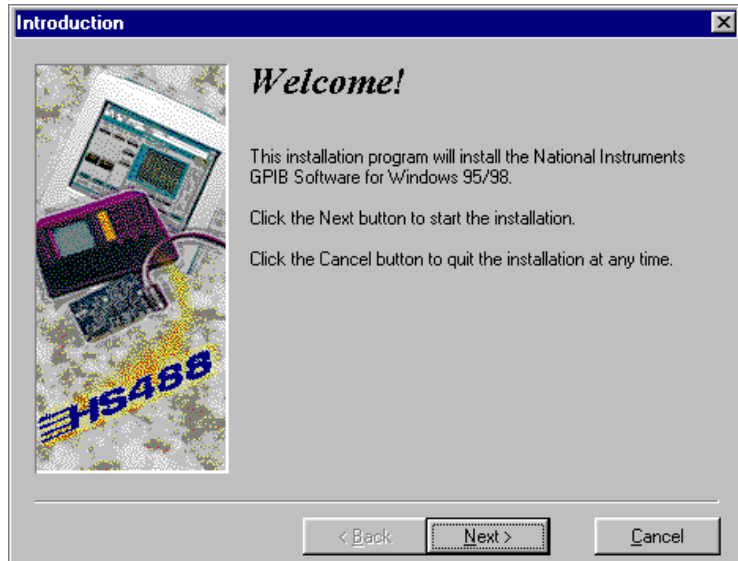 Introduction
Welcome!
This installation program will install the National Instruments
GPIB Software for Windows 95/98.
Click the Next button to start the installation.
Click the Cancel button to quit the installation at any time.
HS488
< Back
Next >
Cancel